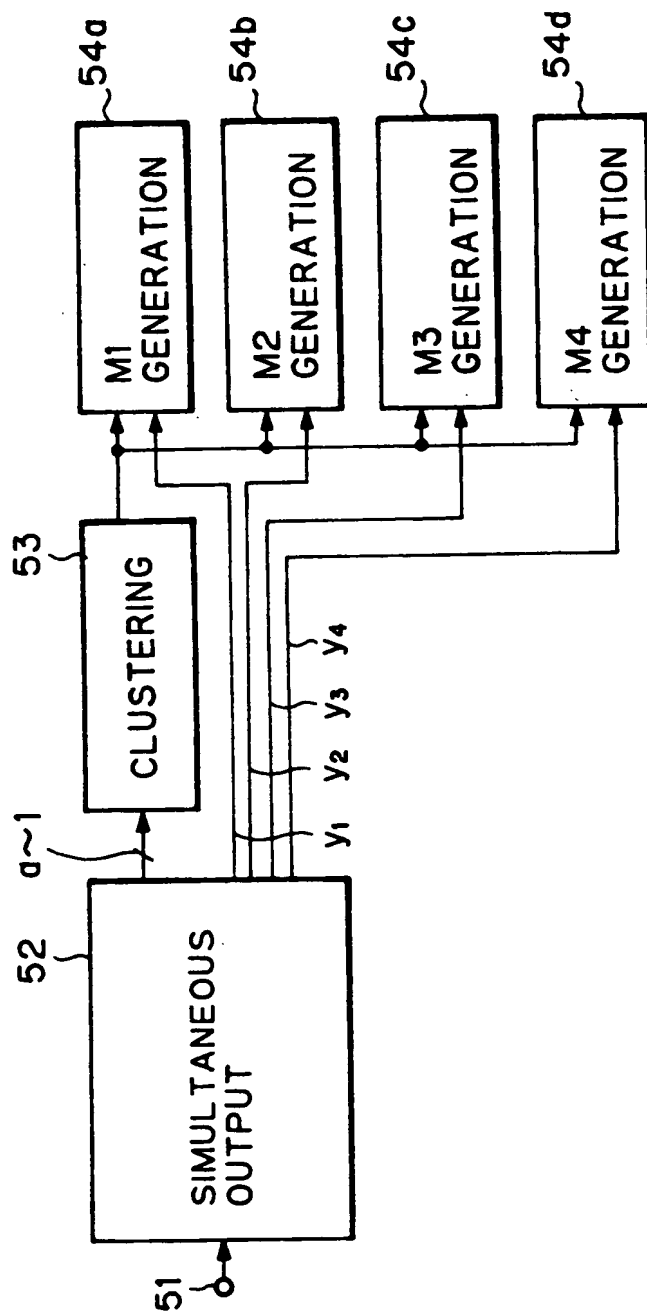 51
52
SIMULTANEOUS
OUTPUT
a~1
53
CLUSTERING
y1
y2
y3
y4
54a
M1
GENERATION
54b
M2
GENERATION
54c
M3
GENERATION
54d
M4
GENERATION